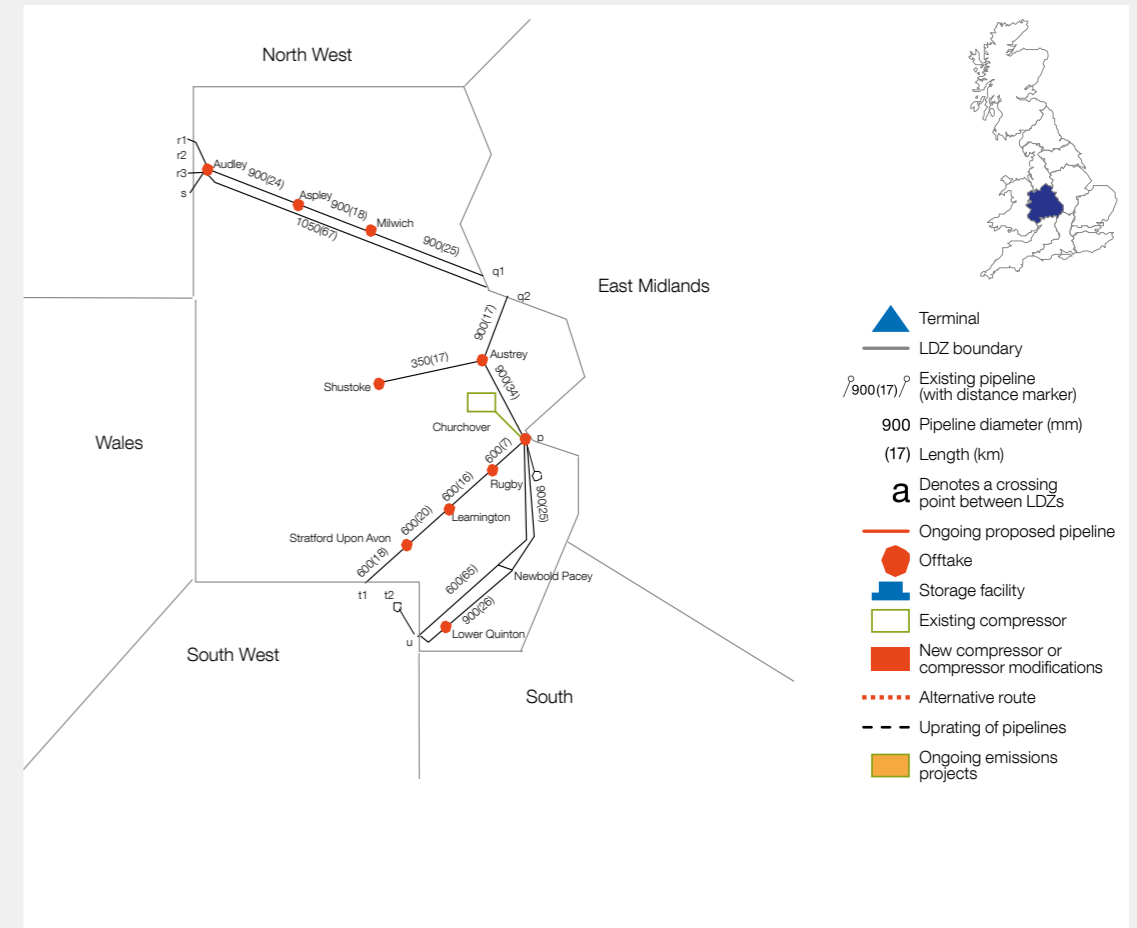 North West
r1
r2
r3
s
Audley
900(24)
Aspley
900(18)
Milwich
1050(67)
900(25)
q1
q2
East Midlands
900(17)
Austrey
350(17)
Shustoke
900(34)
Churchover
p
Wales
600(7)
Rugby
900(25)
600(16)
Leamington
600(20)
Stratford Upon Avon
600(18)
t1
t2
600(65)
Newbold Pacey
900(26)
Lower Quinton
u
South West
South
Terminal
LDZ boundary
900(17)
Existing pipeline
(with distance marker)
900 Pipeline diameter (mm)
(17) Length (km)
a Denotes a crossing
point between LDZs
Ongoing proposed pipeline
Offtake
Storage facility
Existing compressor
New compressor or
compressor modifications
Alternative route
Uprating of pipelines
Ongoing emissions
projects